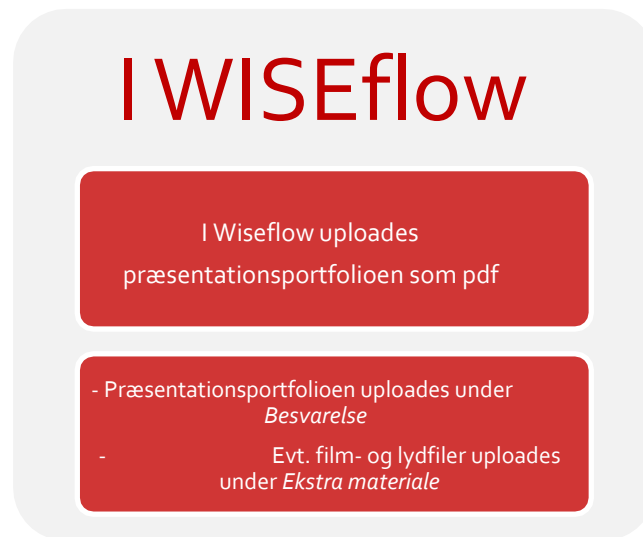 I WISEflow
I Wiseflow uploades
præsentationsportfolioen som pdf
- Præsentationsportfolioen uploades under
Besvarelse
- Evt. film- og lydfiler uploades
under Ekstra materiale